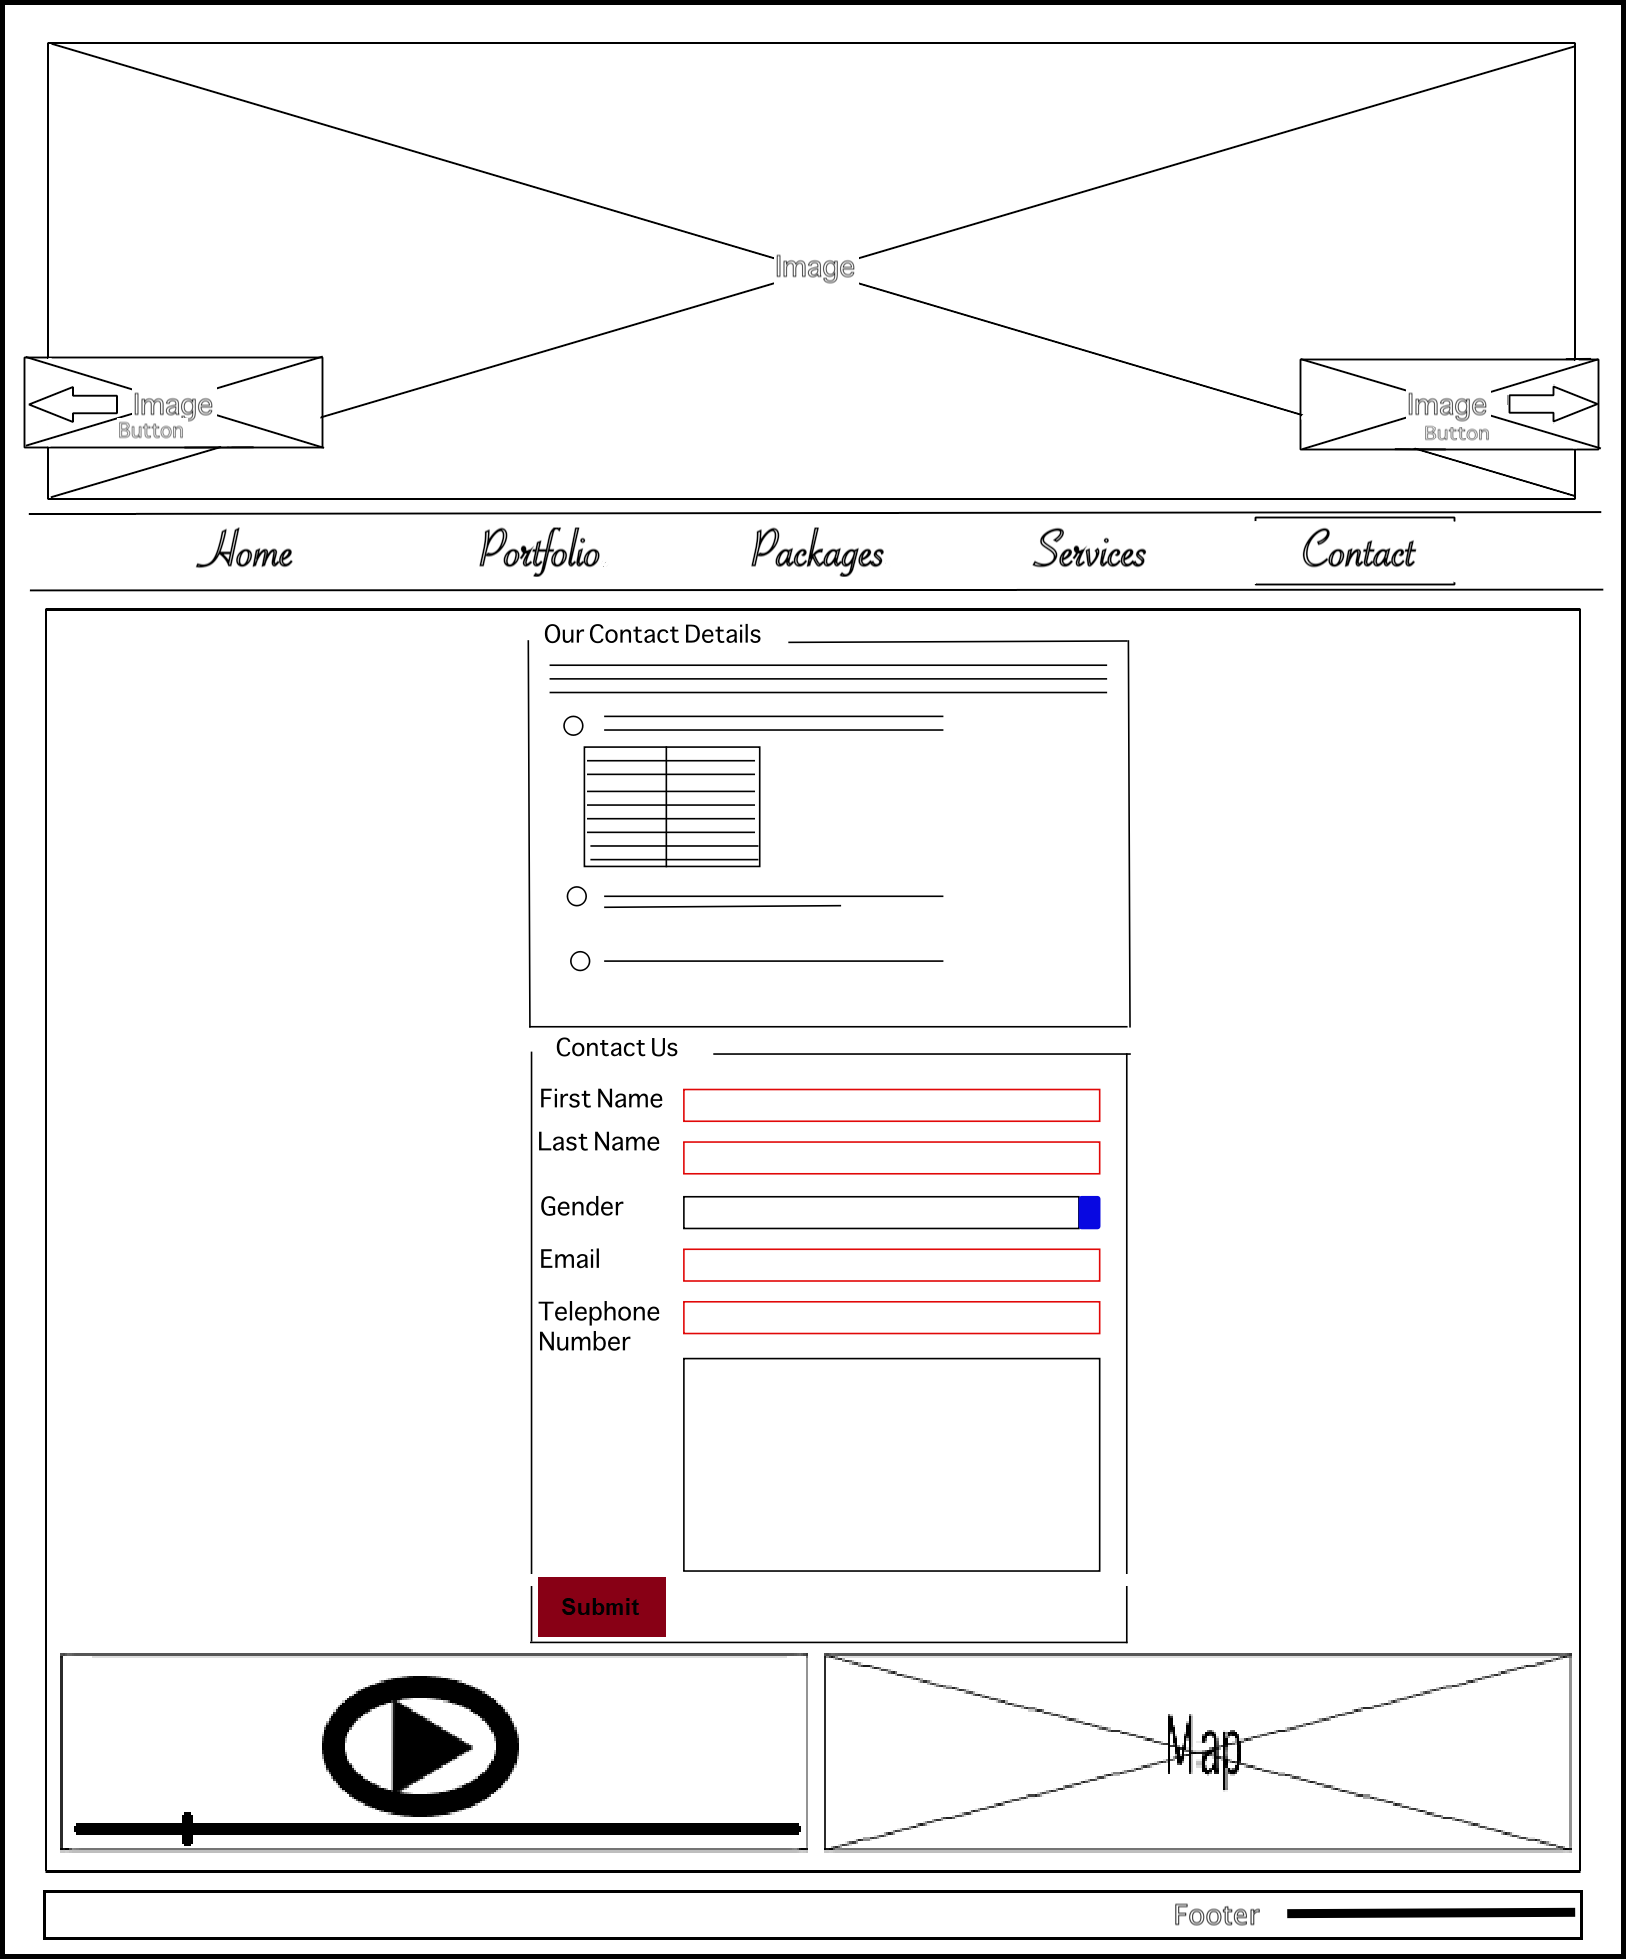 Image
Image
Button
Image
Button
Home Portfolio Packages Services Contact
Our Contact Details
Contact Us
First Name
Last Name
Gender
Email
Telephone
Number
Submit
Map
Footer